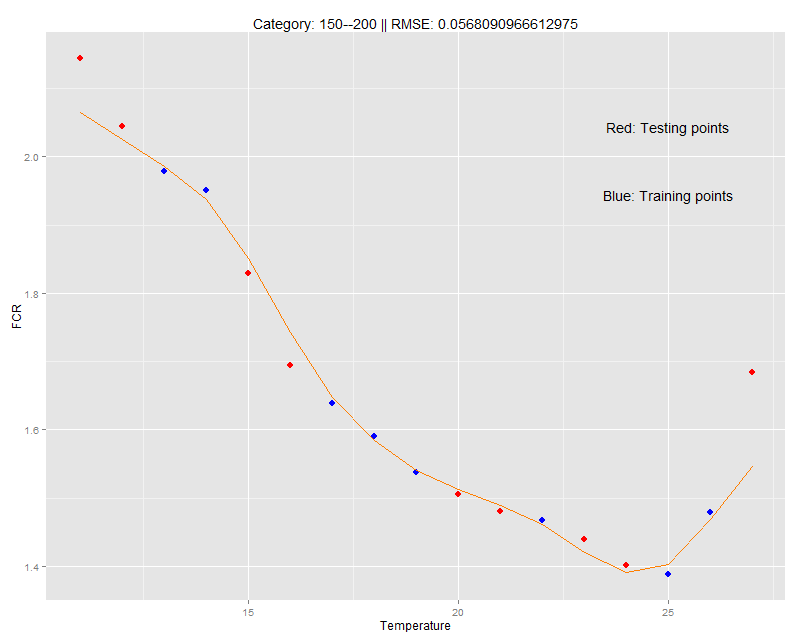 Category: 150--200 || RMSE: 0.0568090966612975
Red: Testing points
2.0
Blue: Training points
1.8
FCR
1.6
1.4
15 20 25
Temperature